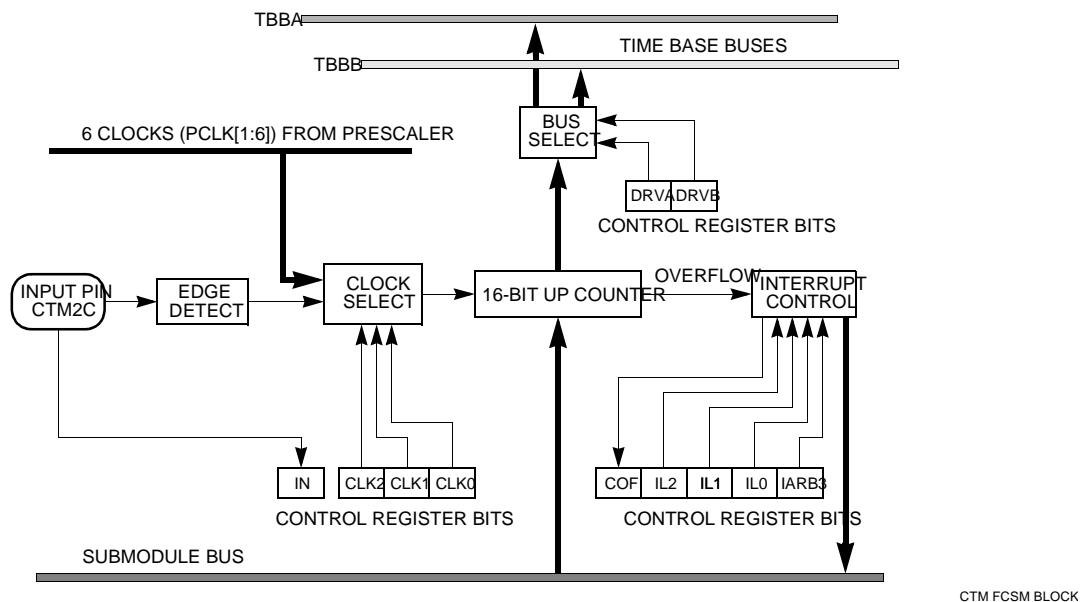 TBBA
TIME BASE BUSES
TBBB
BUS
SELECT
6 CLOCKS (PCLK[1:6]) FROM PRESCALER
DRVA DRVB
CONTROL REGISTER BITS
INPUT PIN
CTM2C
EDGE
DETECT
CLOCK
SELECT
16-BIT UP COUNTER
OVERFLOW
INTERRUPT
CONTROL
IN
CLK2 CLK1 CLK0
CONTROL REGISTER BITS
COF IL2 IL1 IL0 IARB3
CONTROL REGISTER BITS
SUBMODULE BUS
CTM FCSM BLOCK